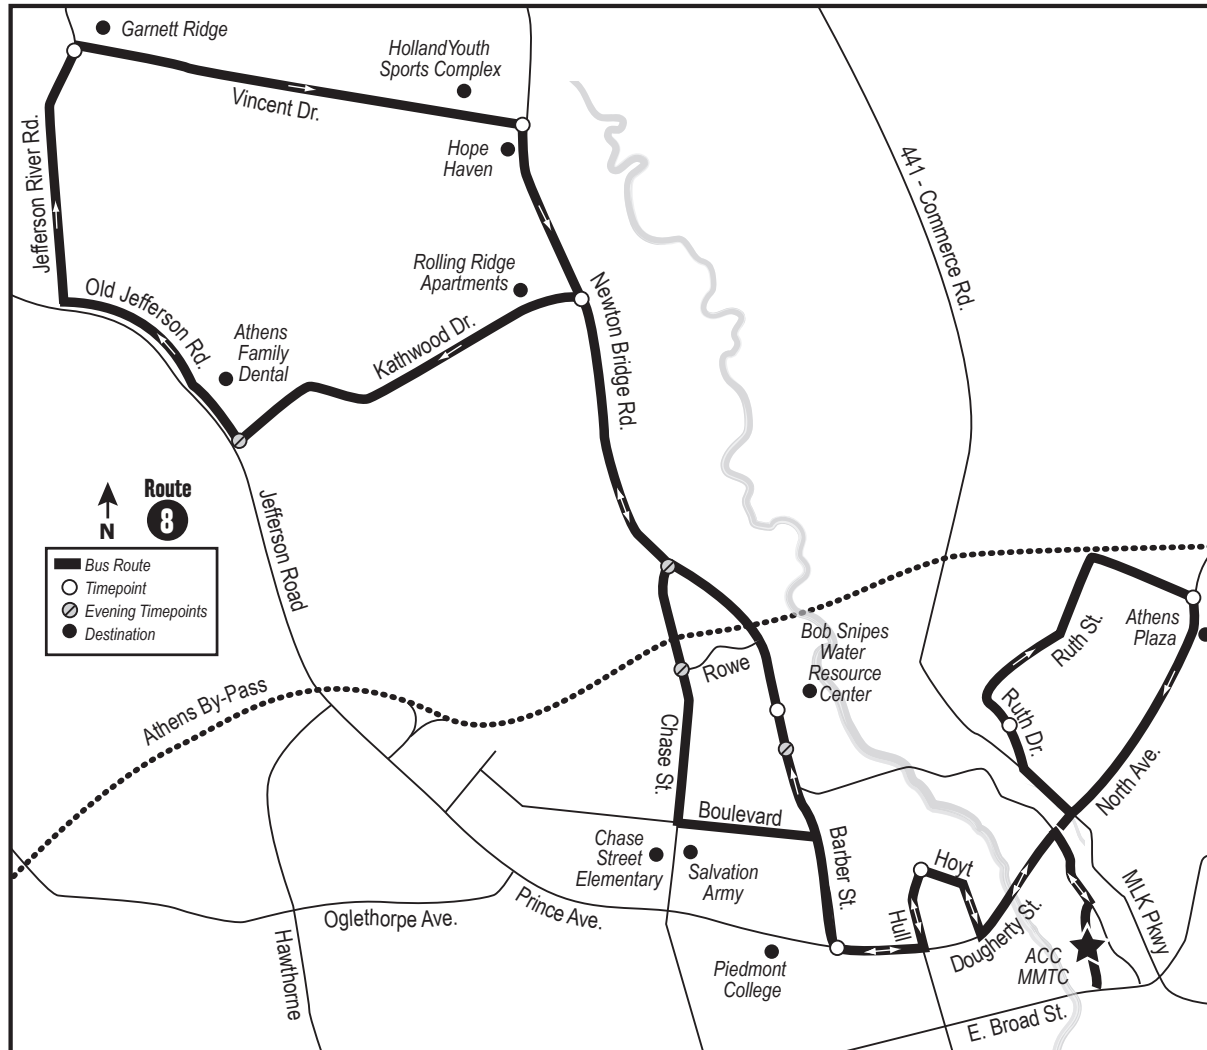 Garnett Ridge
HollandYouth
Sports Complex
Vincent Dr.
Hope
Haven
Jefferson River Rd.
441 - Commerce Rd.
Rolling Ridge
Apartments
Old Jefferson Rd.
Athens
Family
Dental
Kathwood Dr.
Newton Bridge Rd.
Route
8
N
Bus Route
Timepoint
Evening Timepoints
Destination
Jefferson Road
Athens By-Pass
Rowe
Bob Snipes
Water
Resource
Center
Ruth St.
Athens
Plaza
Ruth Dr.
North Ave.
Chase St.
Boulevard
Chase
Street
Elementary
Salvation
Army
Barber St.
Hoyt
Hull
Dougherty St.
MLK Pkwy
Oglethorpe Ave.
Prince Ave.
Hawthorne
Piedmont
College
ACC
MMTC
E. Broad St.